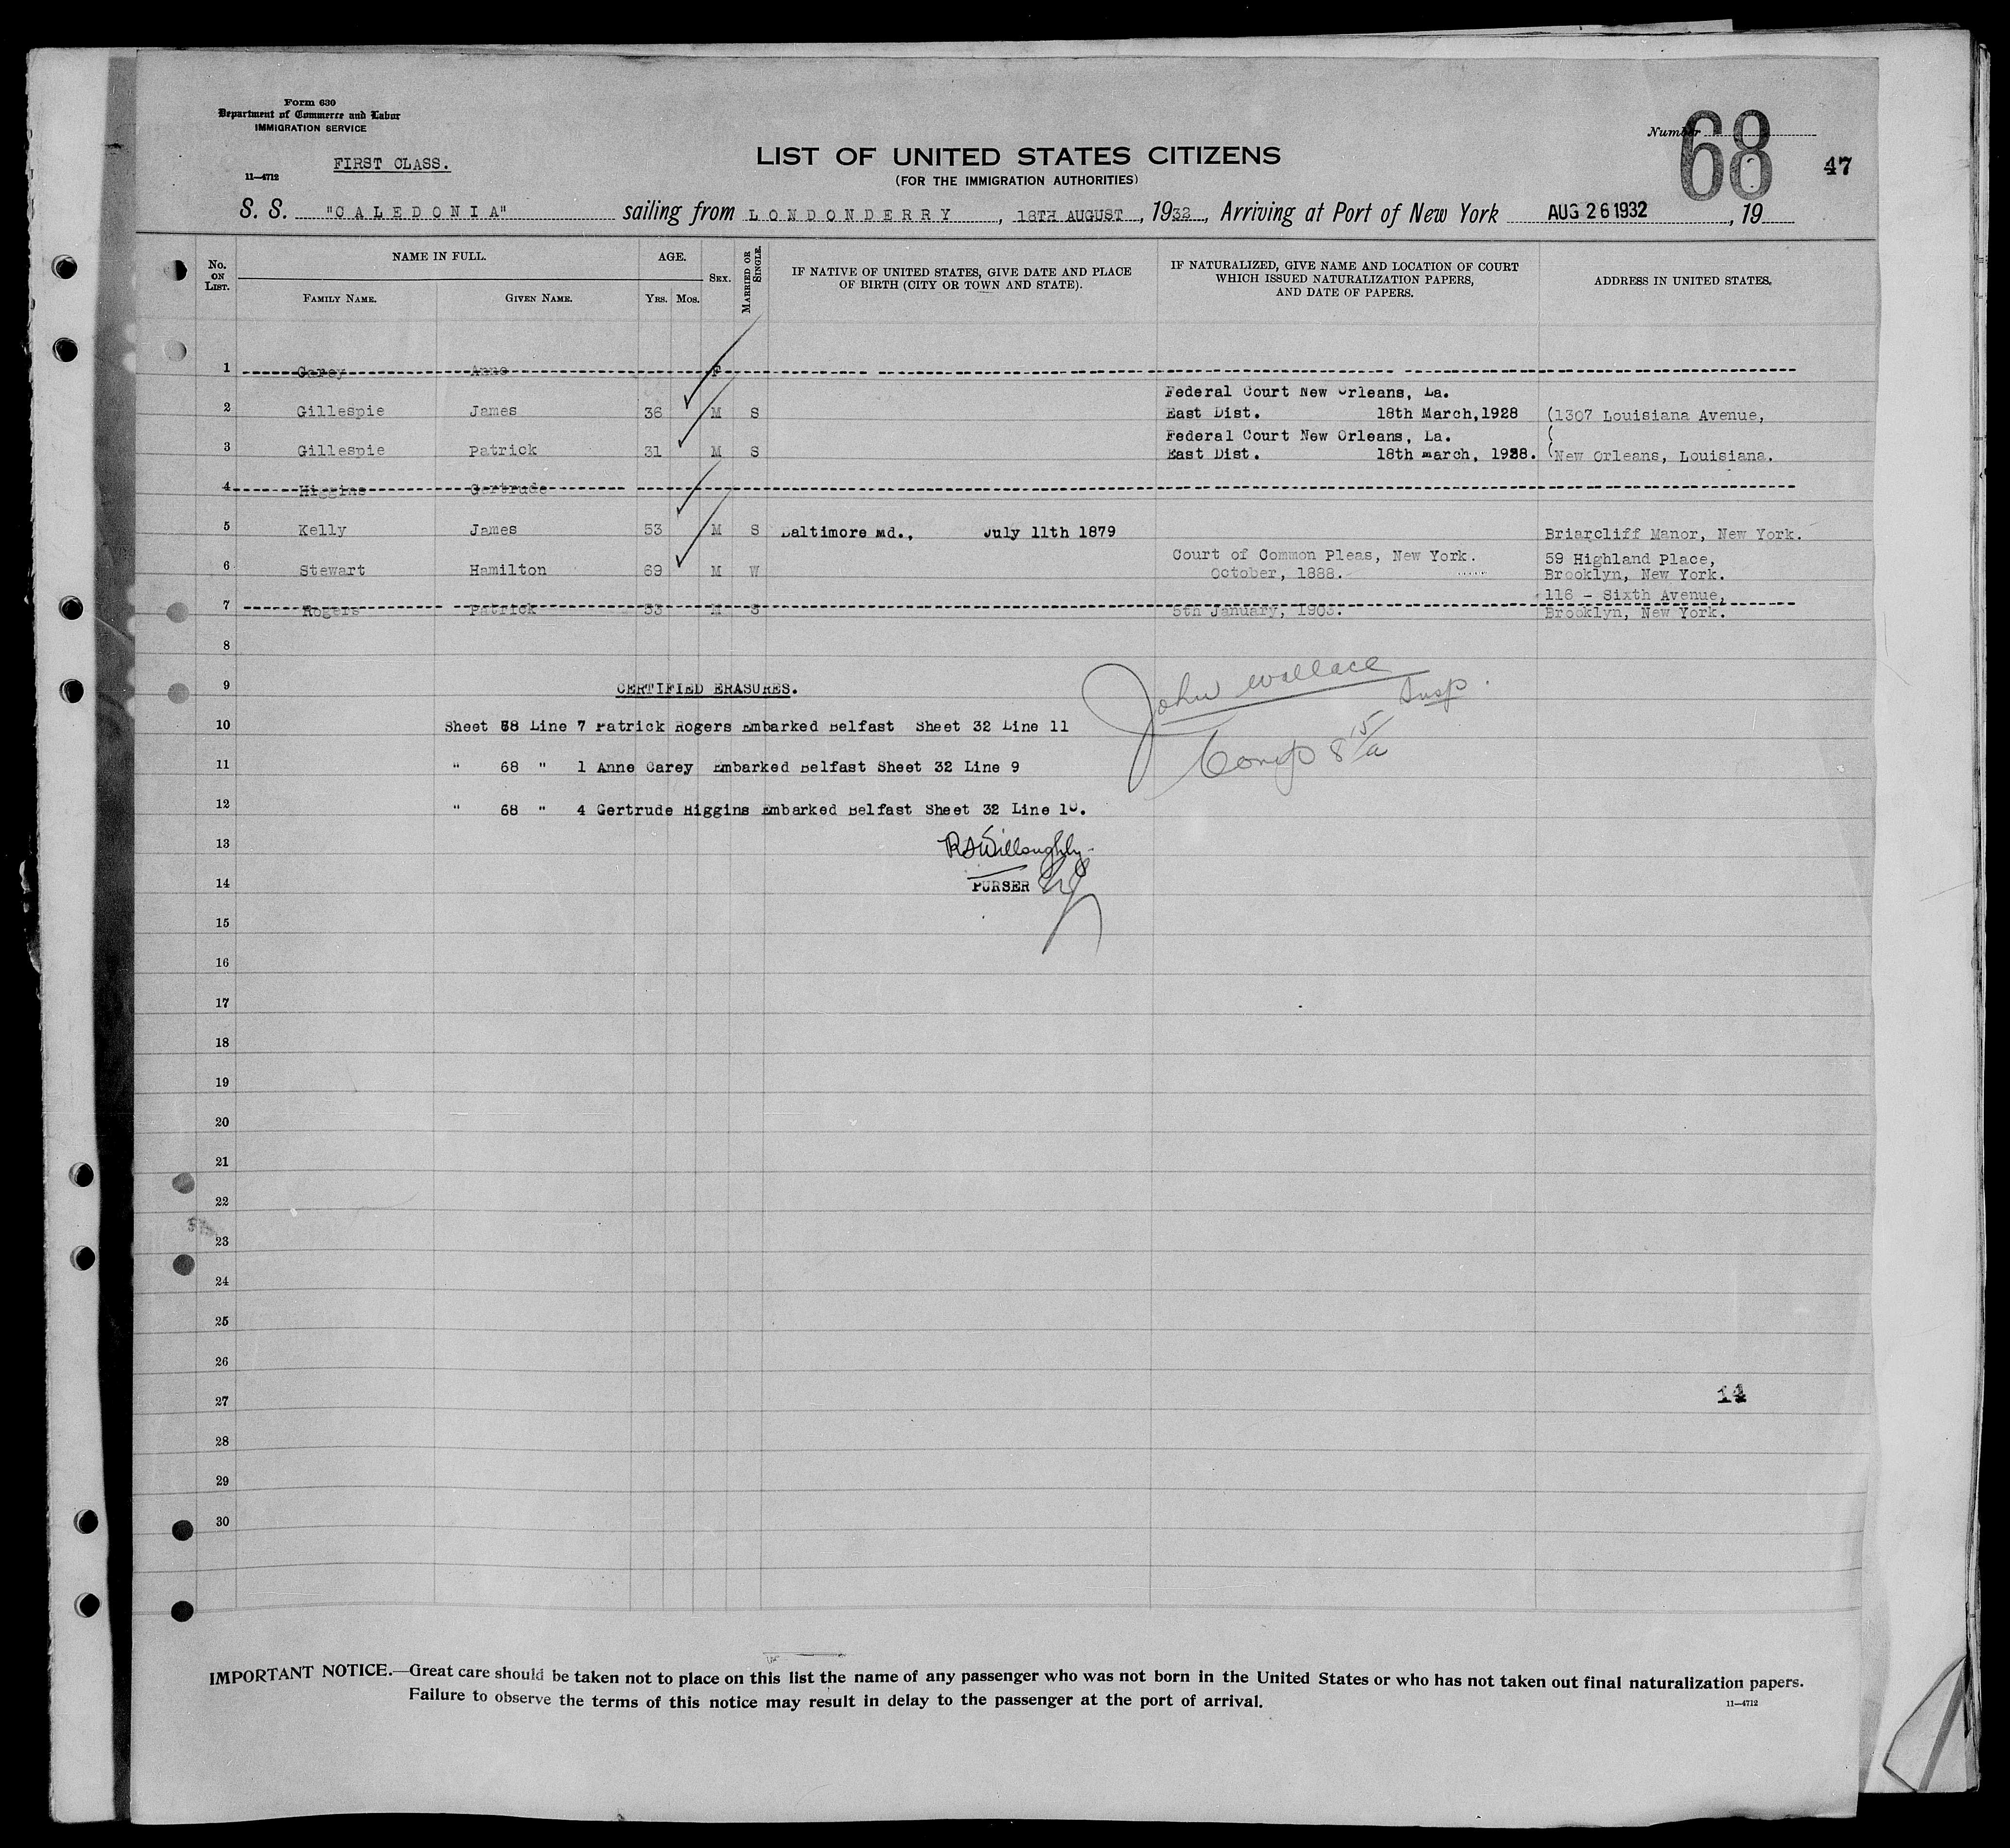 Form 630
Department of Commerce and Labor
IMMIGRATION SERVICE
FIRST CLASS.
11—4712
LIST OF UNITED STATES CITIZENS
(FOR THE IMMIGRATION AUTHORITIES)
Number 68 47
S. S. "CALEDONIA" sailing from LONDONDERRY, 18TH AUGUST, 1932, Arriving at Port of New York AUG 26 1932, 19
No. ON LIST. NAME IN FULL. AGE. SEX. MARRIED OR SINGLE. IF NATIVE OF UNITED STATES, GIVE DATE AND PLACE OF BIRTH (CITY OR TOWN AND STATE). IF NATURALIZED, GIVE NAME AND LOCATION OF COURT WHICH ISSUED NATURALIZATION PAPERS, AND DATE OF PAPERS. ADDRESS IN UNITED STATES.
FAMILY NAME. GIVEN NAME. YRS. MOS.
1 Carey Anne F
Federal Court New Orleans, La.
2 Gillespie James 36 M S East Dist. 18th March,1928 (1307 Louisiana Avenue,
Federal Court New Orleans, La. (
3 Gillespie Patrick 31 M S East Dist. 18th march, 1928. (New Orleans, Louisiana.
4 Higgins Gertrude
5 Kelly James 53 M S Baltimore Md., July 11th 1879 Briarcliff Manor, New York.
Court of Common Pleas, New York. 59 Highland Place,
6 Stewart Hamilton 69 M W October, 1888. Brooklyn, New York.
116 - Sixth Avenue,
7 Rogers Patrick 53 M S 5th January, 1903. Brooklyn, New York.
8
John Wallace
Insp.
9 CERTIFIED ERASURES.
10 Sheet 68 Line 7 Patrick Rogers Embarked Belfast Sheet 32 Line 11
Comp 8 15/a
11 " 68 " 1 Anne Carey Embarked Belfast Sheet 32 Line 9
12 " 68 " 4 Gertrude Higgins Embarked Belfast Sheet 32 Line 10.
13 Willoughby
14 PURSER
15
16
17
18
19
20
21
22
23
24
25
26
27 14
28
29
30
IMPORTANT NOTICE.—Great care should be taken not to place on this list the name of any passenger who was not born in the United States or who has not taken out final naturalization papers.
Failure to observe the terms of this notice may result in delay to the passenger at the port of arrival.
11—4712